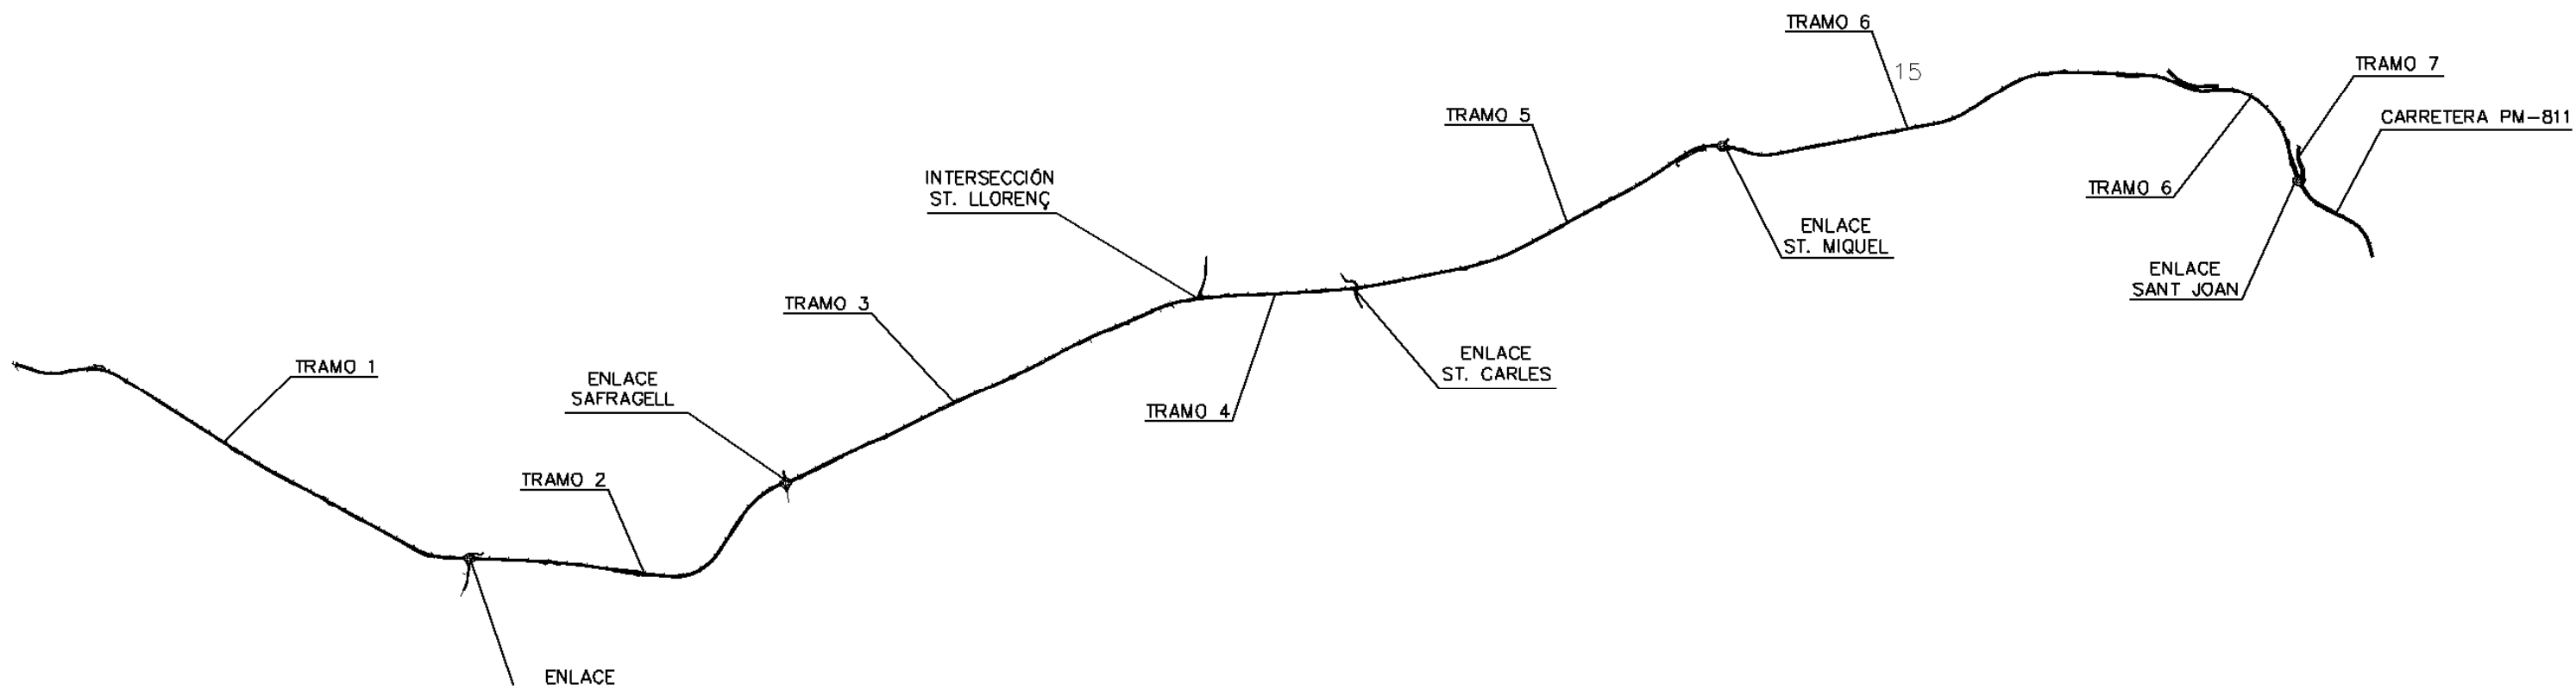 TRAMO 6
15
TRAMO 7
CARRETERA PM-811
TRAMO 5
INTERSECCIÓN
ST. LLORENÇ
TRAMO 6
ENLACE
ST. MIQUEL
ENLACE
SANT JOAN
TRAMO 3
ENLACE
ST. CARLES
TRAMO 1
ENLACE
SAFRAGELL
TRAMO 4
TRAMO 2
ENLACE